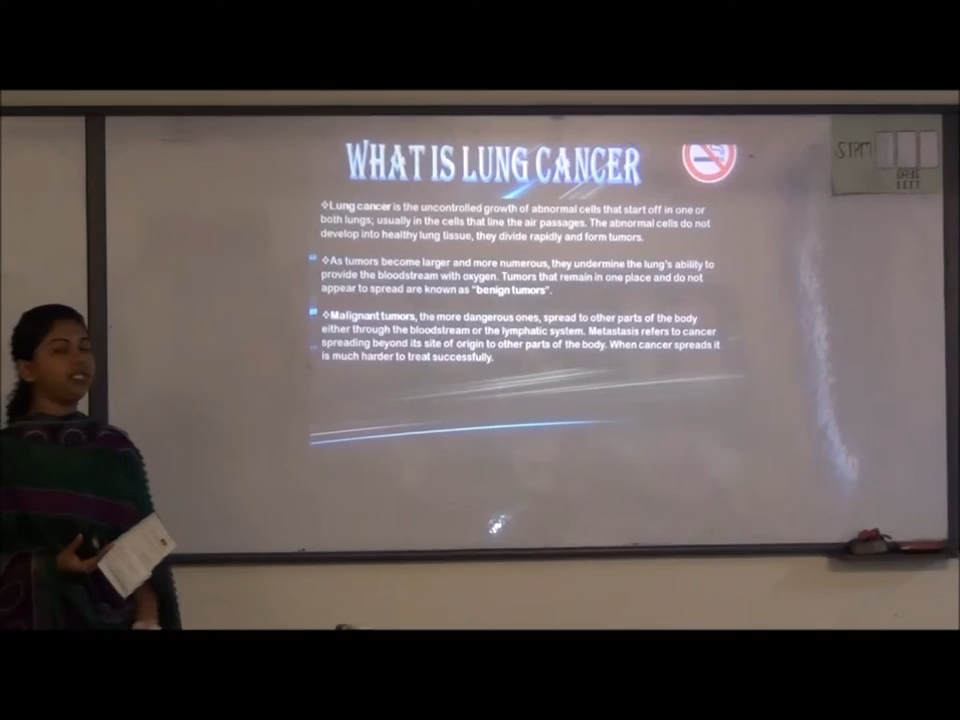 WHAT IS LUNG CANCER
❖Lung cancer is the uncontrolled growth of abnormal cells that start off in one or
both lungs; usually in the cells that line the air passages. The abnormal cells do not
develop into healthy lung tissue, they divide rapidly and form tumors.
❖As tumors become larger and more numerous, they undermine the lung's ability to
provide the bloodstream with oxygen. Tumors that remain in one place and do not
appear to spread are known as "benign tumors".
❖Malignant tumors, the more dangerous ones, spread to other parts of the body
either through the bloodstream or the lymphatic system. Metastasis refers to cancer
spreading beyond its site of origin to other parts of the body. When cancer spreads it
is much harder to treat successfully.
STPM